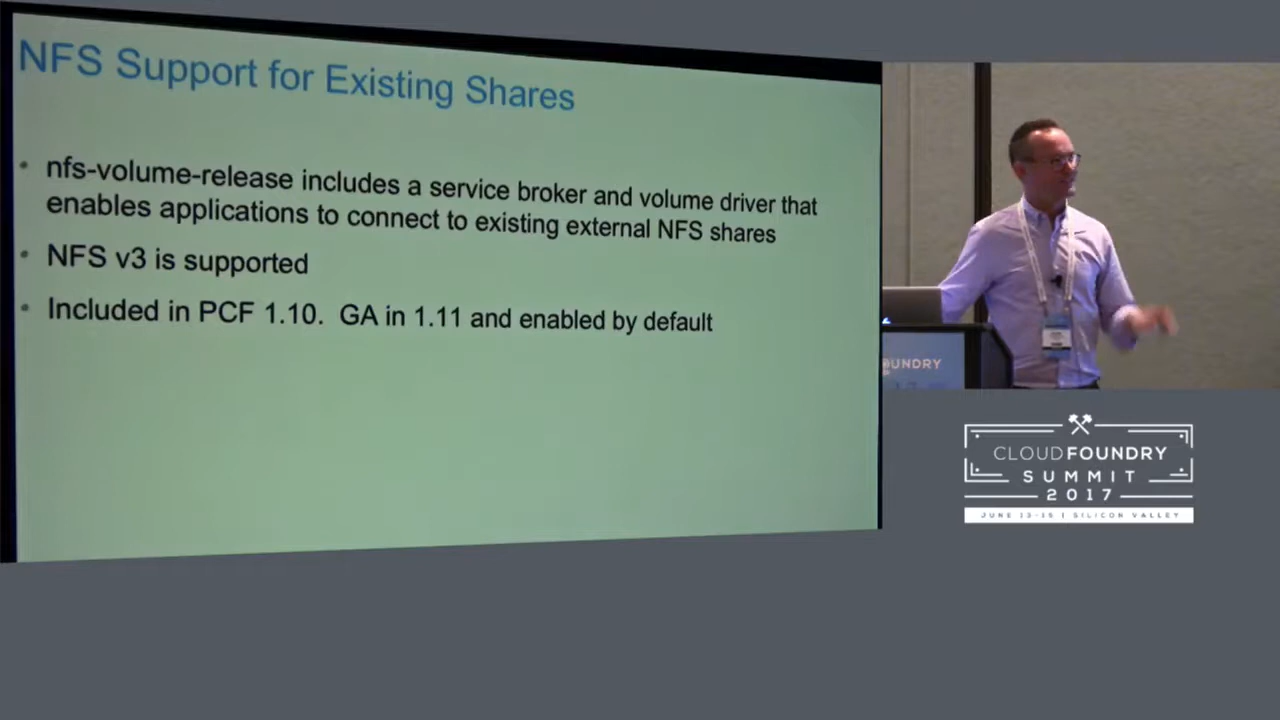 NFS Support for Existing Shares
• nfs-volume-release includes a service broker and volume driver that
enables applications to connect to existing external NFS shares
• NFS v3 is supported
• Included in PCF 1.10.  GA in 1.11 and enabled by default
OUNDRY
CLOUDFOUNDRY
SUMMIT
2017
JUNE 13-15 | SILICON VALLEY